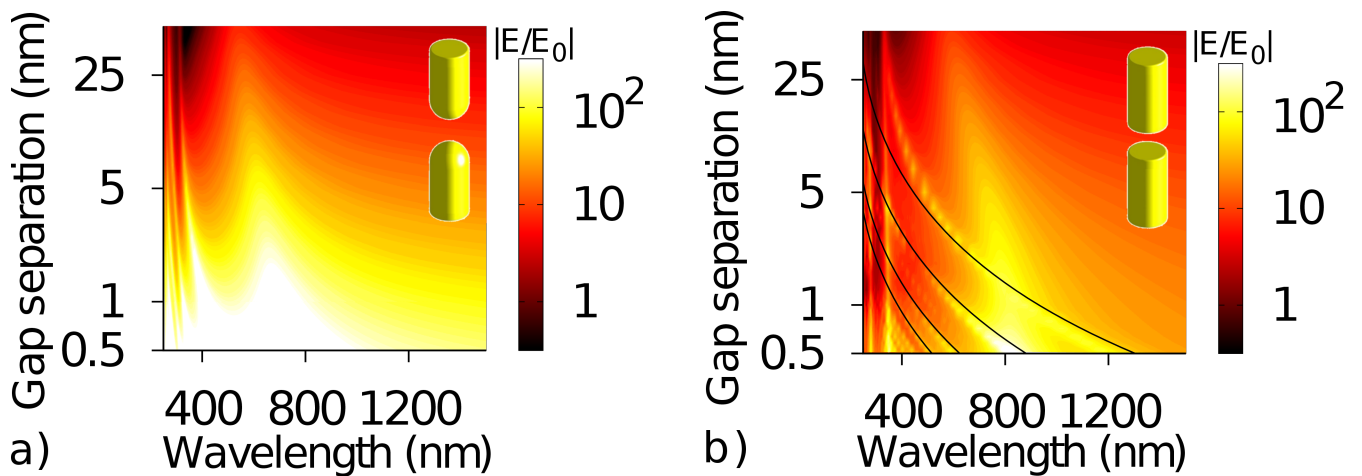 |E/E0|
25
5
1
0.5
10²
10
1
400 800 1200
Gap separation (nm)
Wavelength (nm)
a)
|E/E0|
25
5
1
0.5
10²
10
1
400 800 1200
Gap separation (nm)
Wavelength (nm)
b)